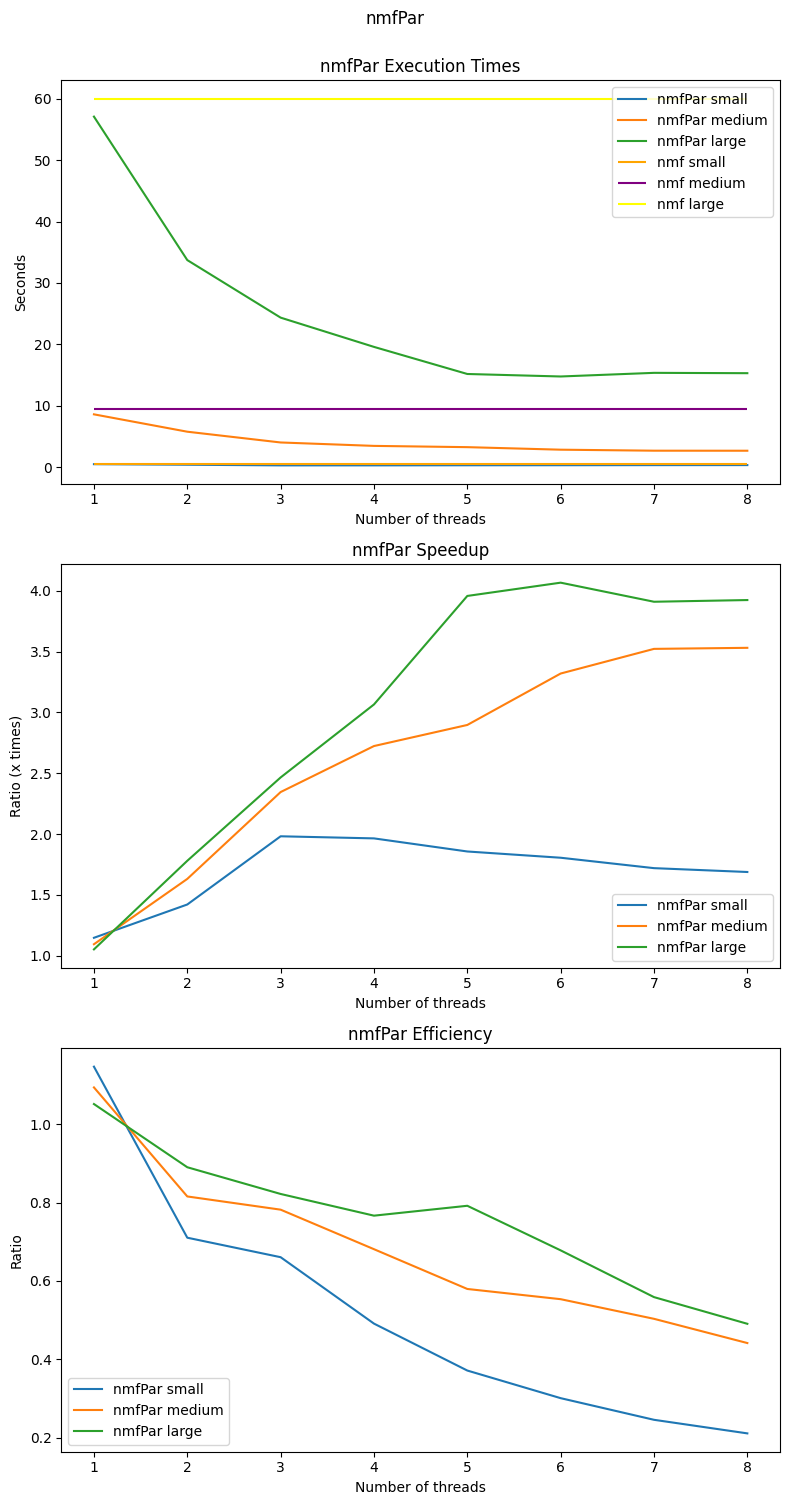 nmfPar
nmfPar Execution Times
60
50
40
30
20
10
0
Seconds
nmfPar small
nmfPar medium
nmfPar large
nmf small
nmf medium
nmf large
1 2 3 4 5 6 7 8
Number of threads
nmfPar Speedup
4.0
3.5
3.0
2.5
2.0
1.5
1.0
Ratio (x times)
nmfPar small
nmfPar medium
nmfPar large
1 2 3 4 5 6 7 8
Number of threads
nmfPar Efficiency
1.0
0.8
0.6
0.4
0.2
Ratio
nmfPar small
nmfPar medium
nmfPar large
1 2 3 4 5 6 7 8
Number of threads